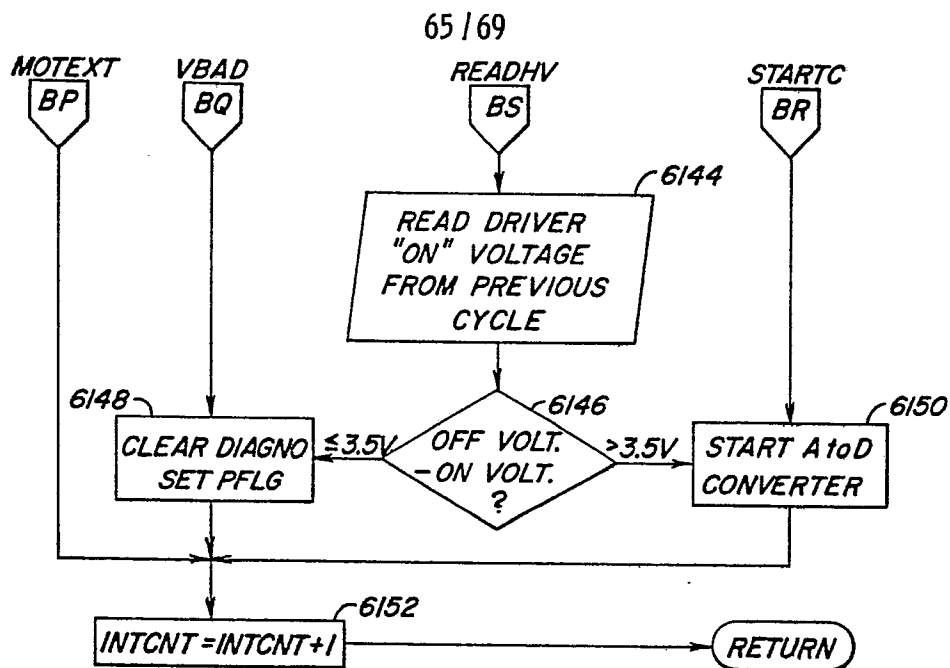 65/69
MOTEXT
BP
VBAD
BQ
READHV
BS
STARTC
BR
6144
READ DRIVER
"ON" VOLTAGE
FROM PREVIOUS
CYCLE
6148
CLEAR DIAGNO
SET PFLG
≤3.5V
6146
OFF VOLT.
-ON VOLT.
?
>3.5V
6150
START AtoD
CONVERTER
6152
INTCNT=INTCNT+1
RETURN